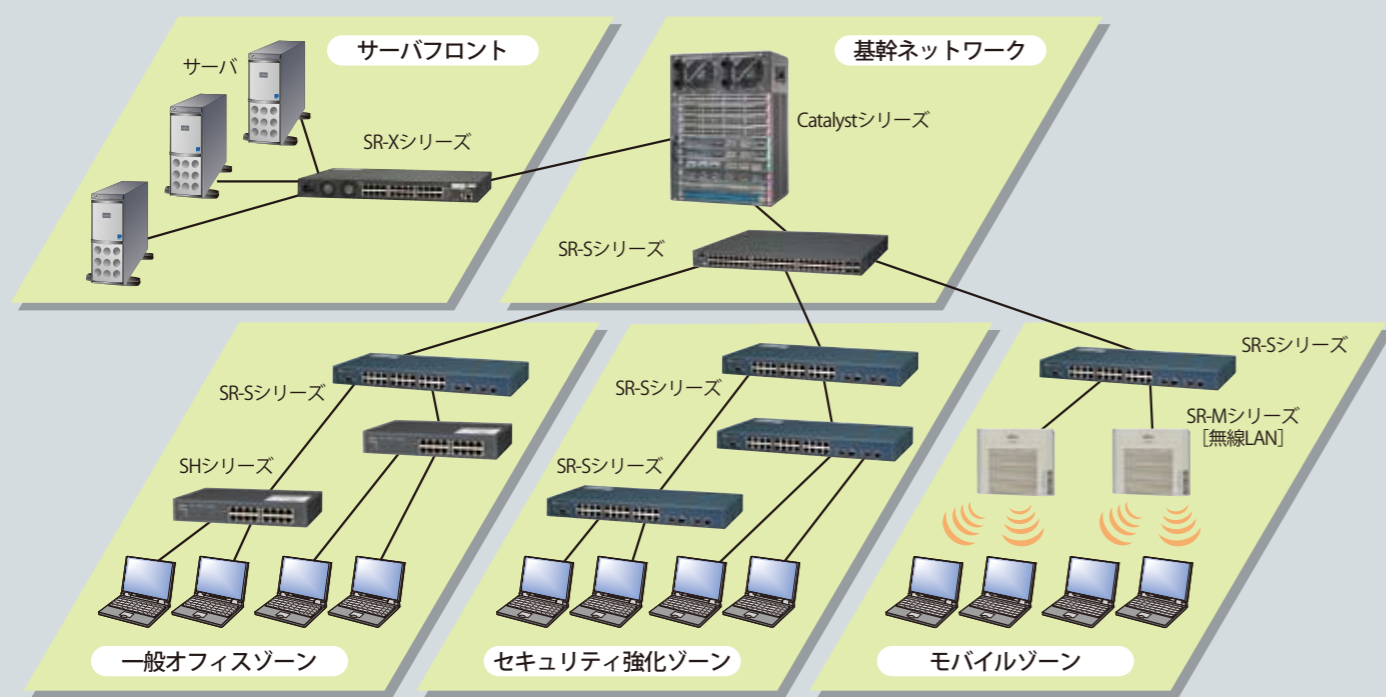 サーバフロント
サーバ
SR-Xシリーズ
基幹ネットワーク
Catalystシリーズ
SR-Sシリーズ
SR-Sシリーズ
SHシリーズ
一般オフィスゾーン
SR-Sシリーズ
SR-Sシリーズ
セキュリティ強化ゾーン
SR-Sシリーズ
SR-Mシリーズ
［無線LAN］
モバイルゾーン